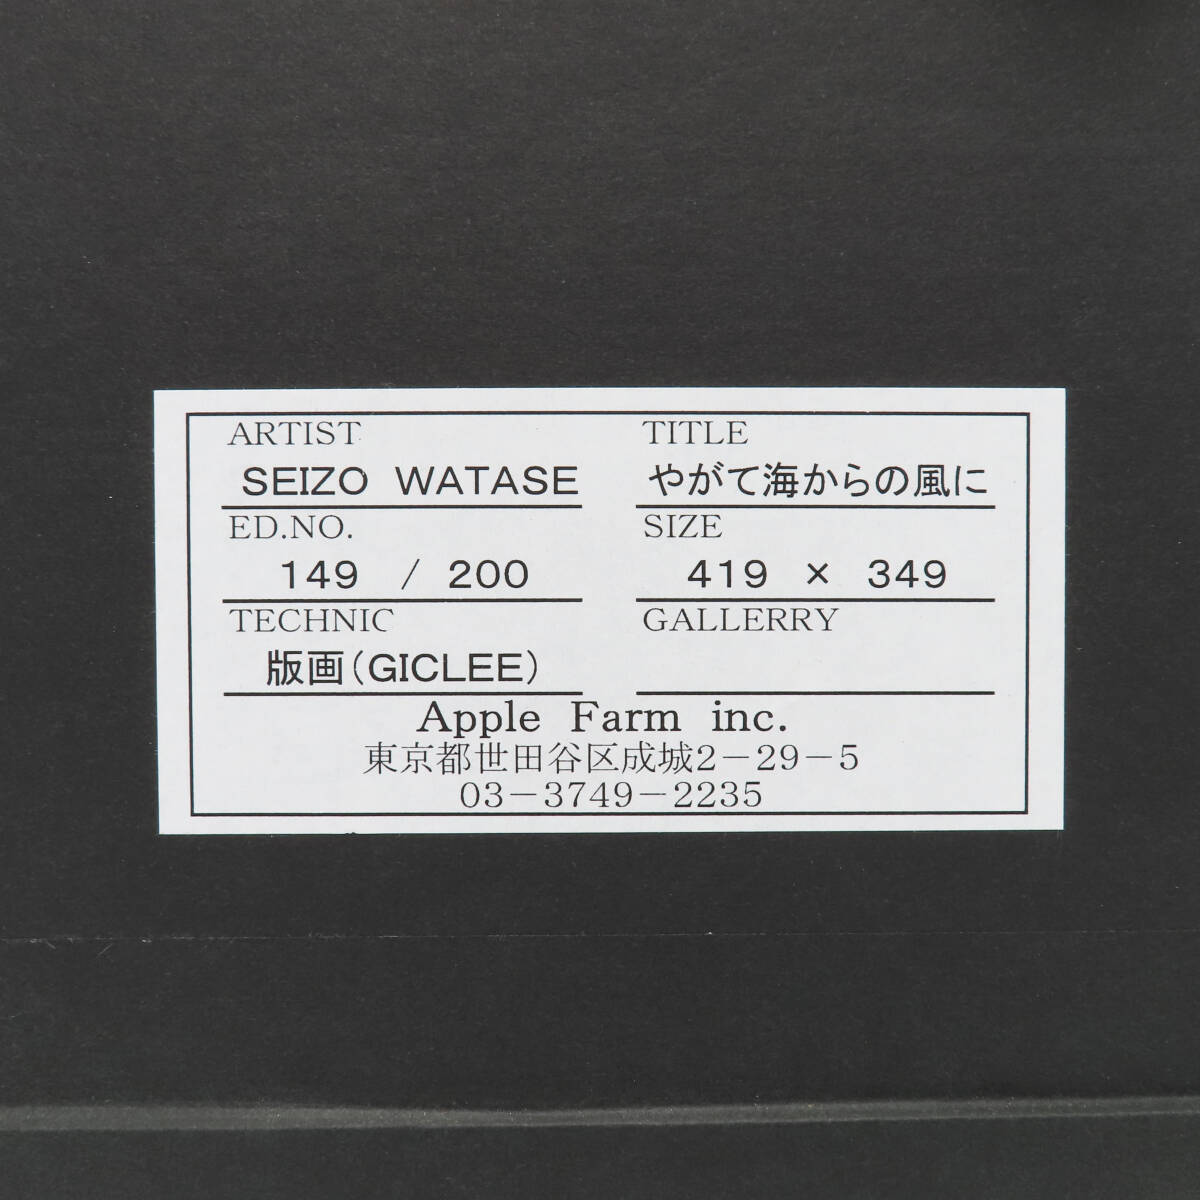 ARTIST TITLE
SEIZO WATASE やがて海からの風に
ED.NO. SIZE
149 / 200 419 × 349
TECHNIC GALLERRY
版画(GICLEE)
Apple Farm inc.
東京都世田谷区成城2－29－5
03－3749－2235